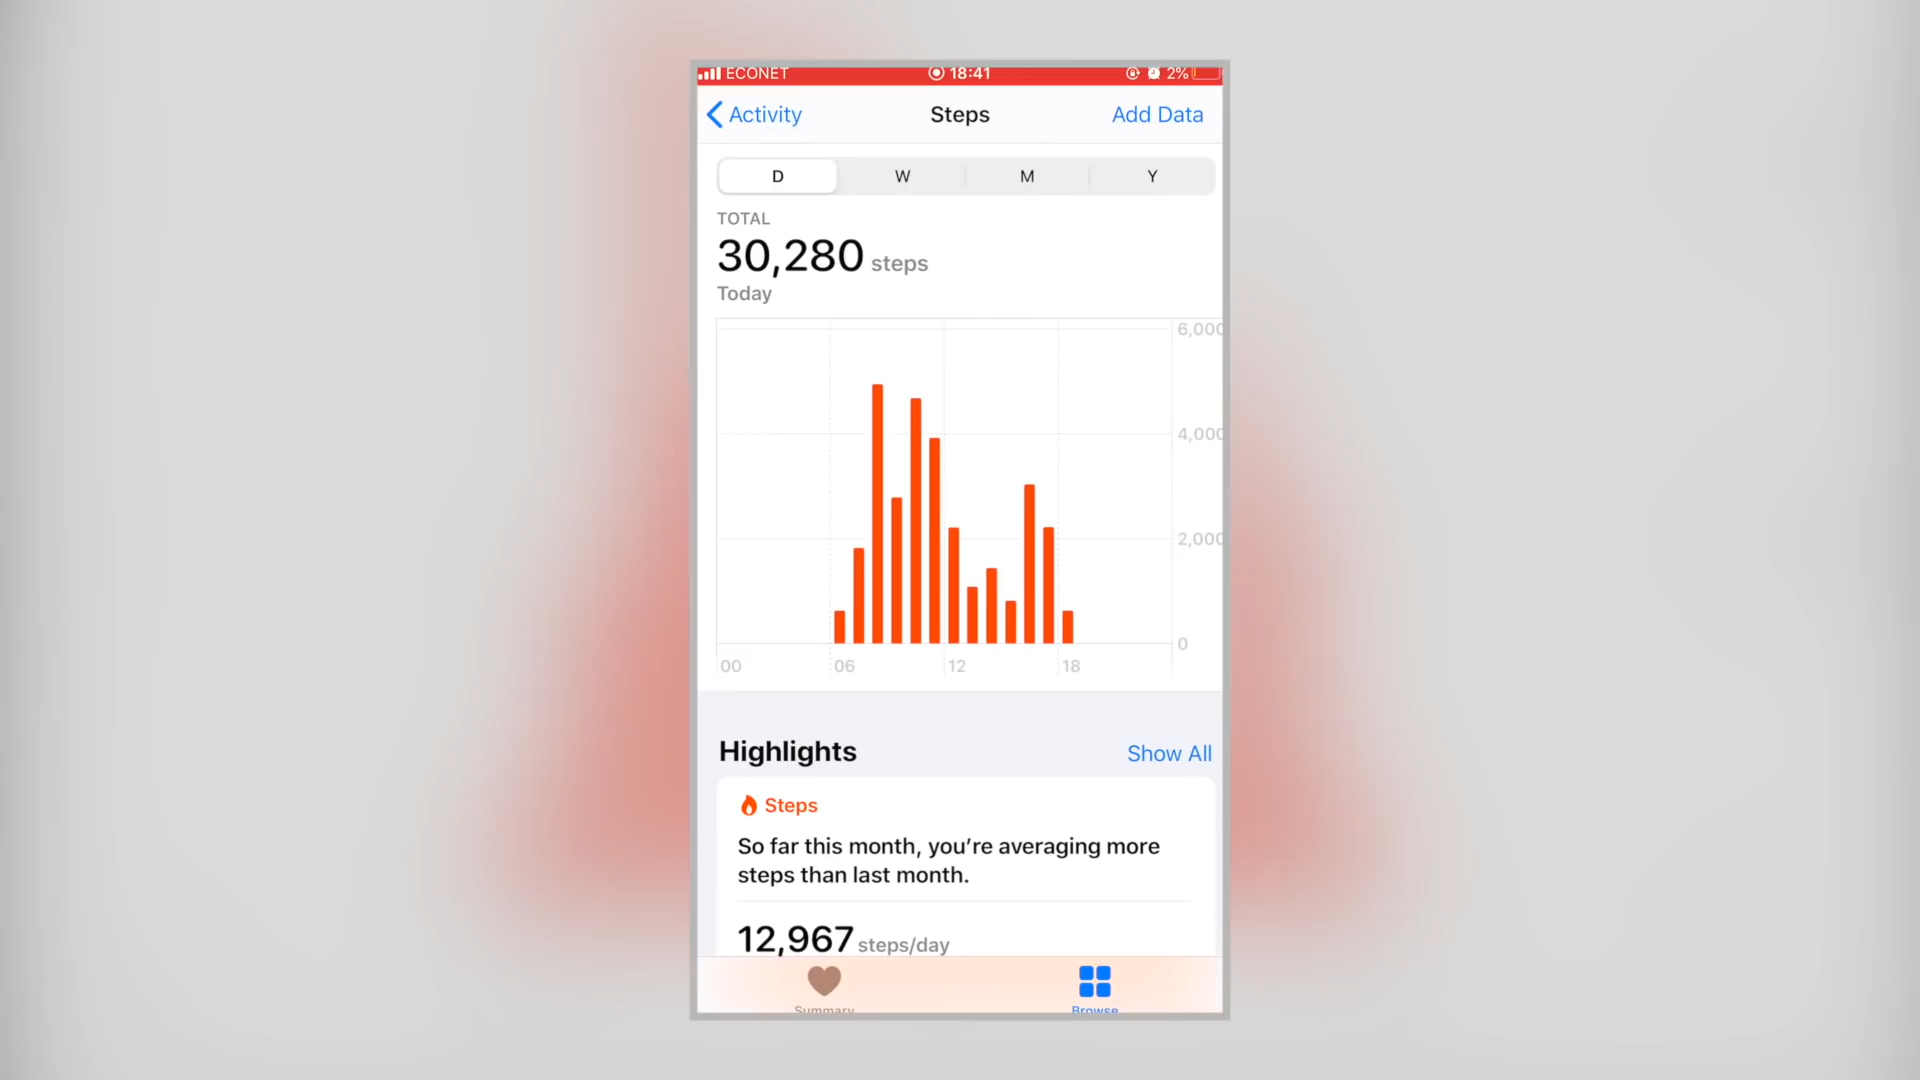 ECONET 18:41 2%
Activity Steps Add Data
D W M Y
TOTAL
30,280 steps
Today
6,000
4,000
2,000
0
00 06 12 18
Highlights Show All
Steps
So far this month, you’re averaging more
steps than last month.
12,967 steps/day
Summary Browse